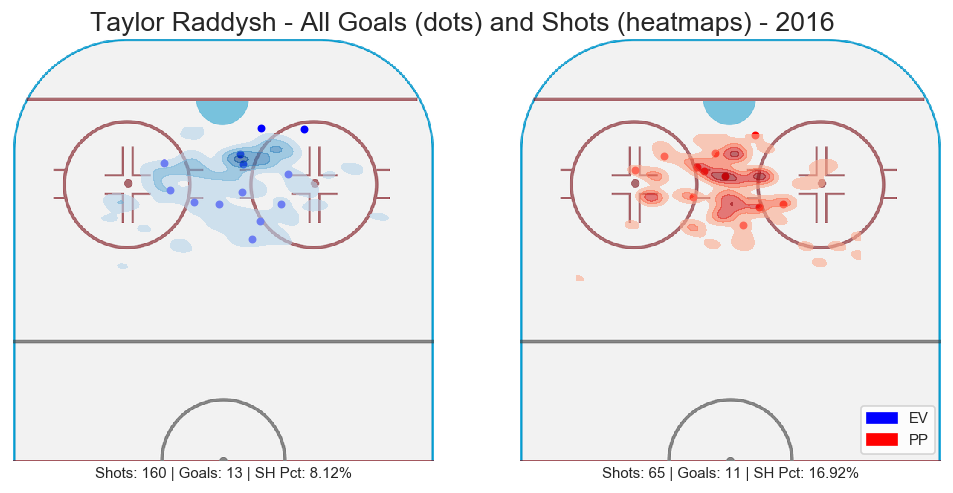 Taylor Raddysh - All Goals (dots) and Shots (heatmaps) - 2016
EV
PP
Shots: 160 | Goals: 13 | SH Pct: 8.12%
Shots: 65 | Goals: 11 | SH Pct: 16.92%